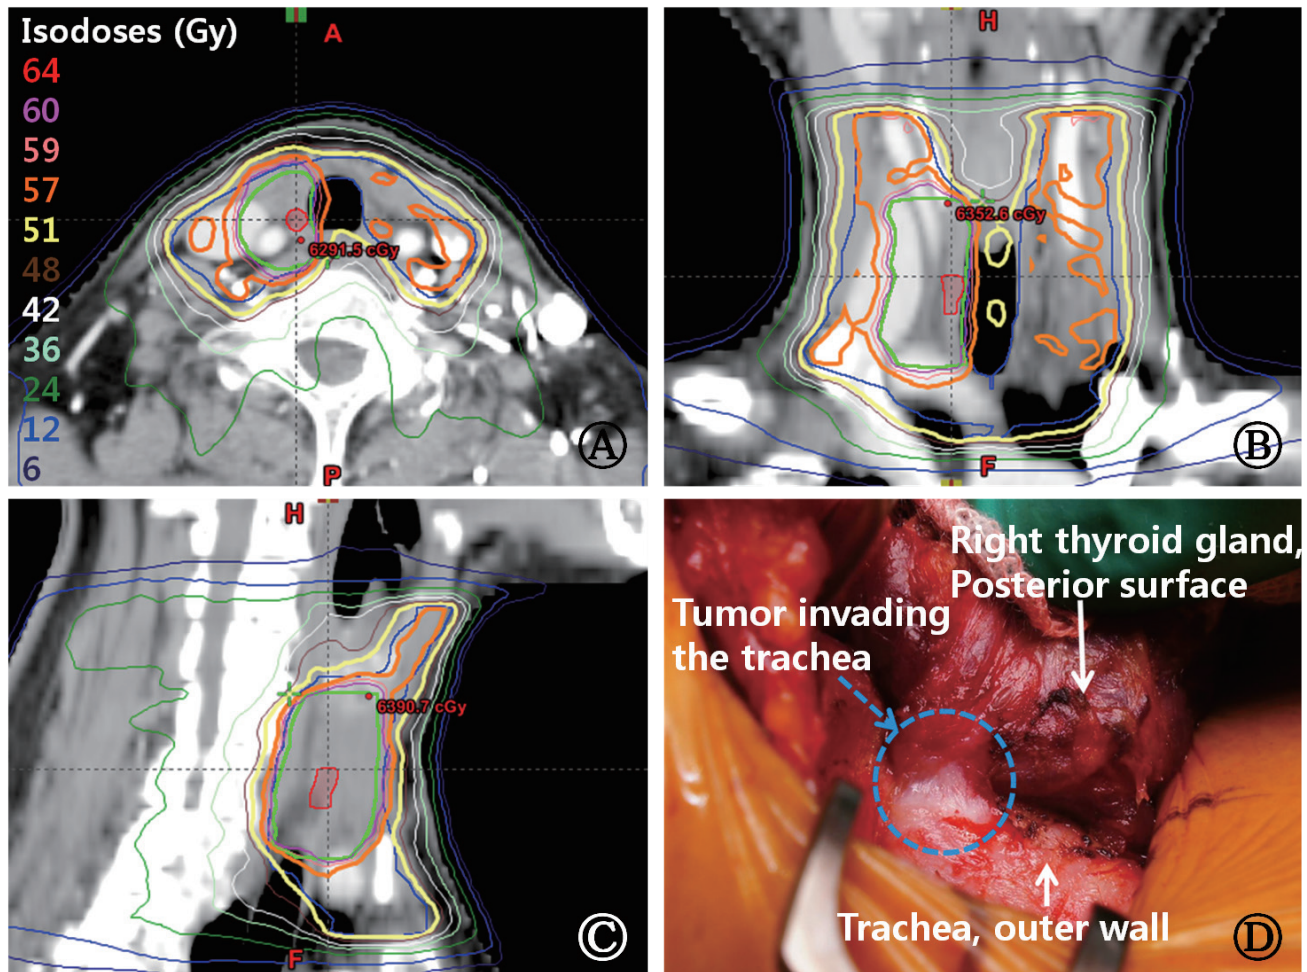 Isodoses (Gy)
64
60
59
57
51
48
42
36
24
12
6
A
6291.5 cGy
P
A
H
6352.6 cGy
F
B
H
6390.7 cGy
F
C
Right thyroid gland,
Posterior surface
Tumor invading
the trachea
Trachea, outer wall
D